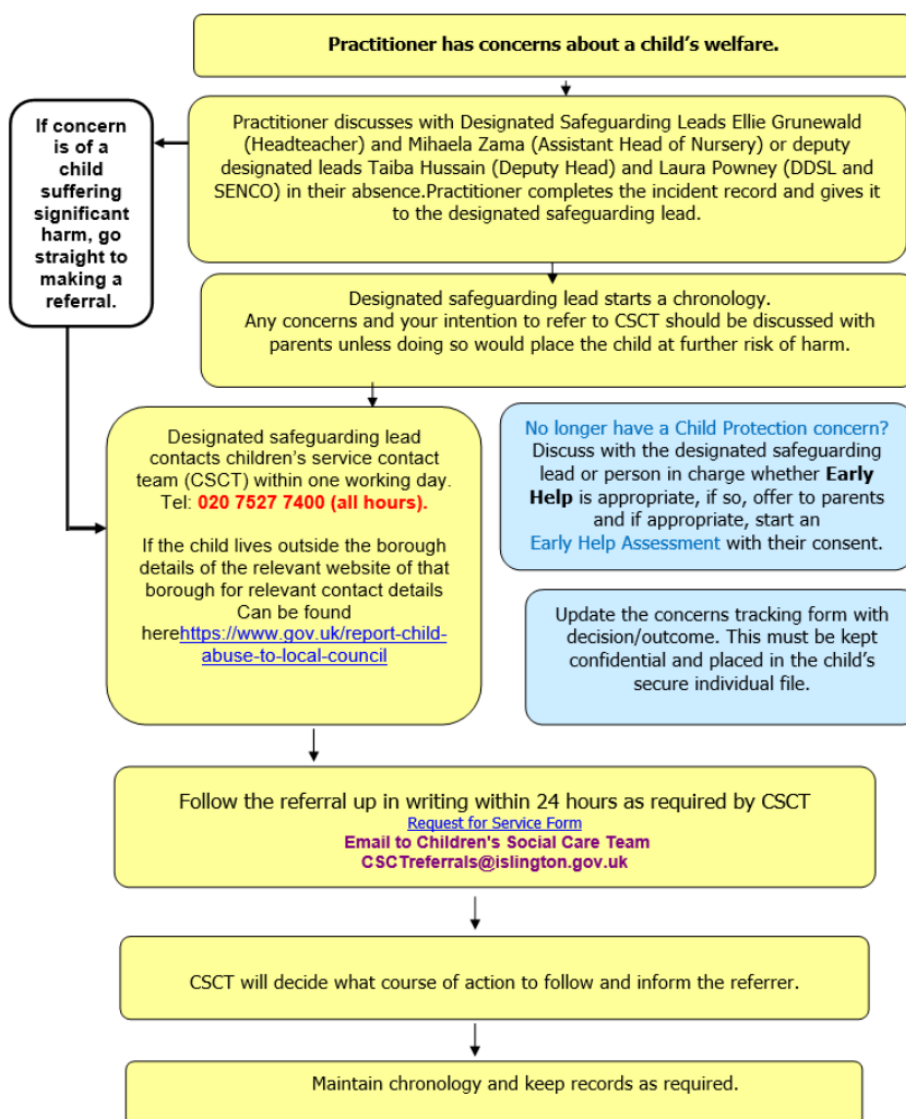 Practitioner has concerns about a child's welfare.
If concern
is of a
child
suffering
significant
harm, go
straight to
making a
referral.
Practitioner discusses with Designated Safeguarding Leads Ellie Grunewald
(Headteacher) and Mihaela Zama (Assistant Head of Nursery) or deputy
designated leads Taiba Hussain (Deputy Head) and Laura Powney (DDSL and
SENCO) in their absence.Practitioner completes the incident record and gives it
to the designated safeguarding lead.
Designated safeguarding lead starts a chronology.
Any concerns and your intention to refer to CSCT should be discussed with
parents unless doing so would place the child at further risk of harm.
Designated safeguarding lead
contacts children's service contact
team (CSCT) within one working day.
Tel: 020 7527 7400 (all hours).
If the child lives outside the borough
details of the relevant website of that
borough for relevant contact details
Can be found
herehttps://www.gov.uk/report-child-
abuse-to-local-council
No longer have a Child Protection concern?
Discuss with the designated safeguarding
lead or person in charge whether Early
Help is appropriate, if so, offer to parents
and if appropriate, start an
Early Help Assessment with their consent.
Update the concerns tracking form with
decision/outcome. This must be kept
confidential and placed in the child's
secure individual file.
Follow the referral up in writing within 24 hours as required by CSCT
Request for Service Form
Email to Children's Social Care Team
CSCTreferrals@islington.gov.uk
CSCT will decide what course of action to follow and inform the referrer.
Maintain chronology and keep records as required.